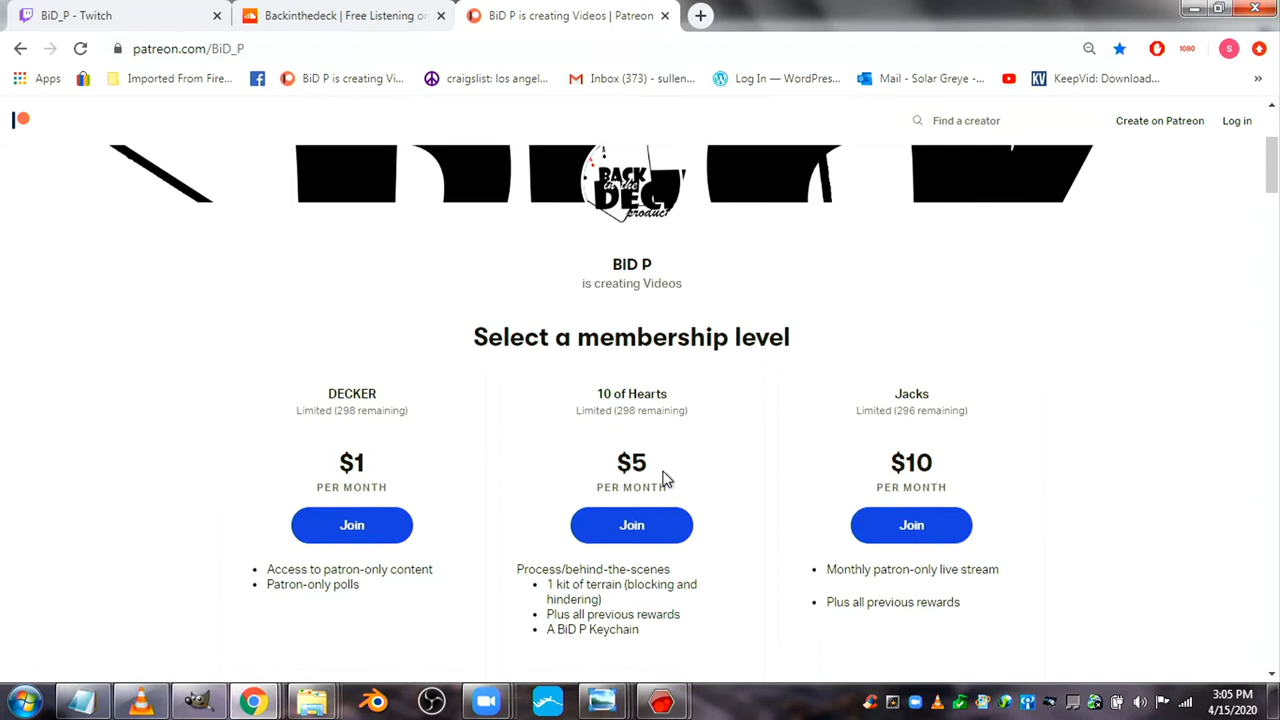 BiD_P - Twitch
Backinthedeck | Free Listening or
BiD P is creating Videos | Patreon
patreon.com/BiD_P
1080
S
Apps
Imported From Fire...
BiD P is creating Vi...
craigslist: los angel...
Inbox (373) - sullen...
Log In — WordPres...
Mail - Solar Greye -...
KV
KeepVid: Download...
»
Find a creator
Create on Patreon
Log in
BACK
in the
DEC
product
BiD P
is creating Videos
Select a membership level
DECKER
Limited (298 remaining)
$1
PER MONTH
Join
• Access to patron-only content
• Patron-only polls
10 of Hearts
Limited (298 remaining)
$5
PER MONTH
Join
Process/behind-the-scenes
• 1 kit of terrain (blocking and
hindering)
• Plus all previous rewards
• A BiD P Keychain
Jacks
Limited (296 remaining)
$10
PER MONTH
Join
• Monthly patron-only live stream
• Plus all previous rewards
3:05 PM
4/15/2020